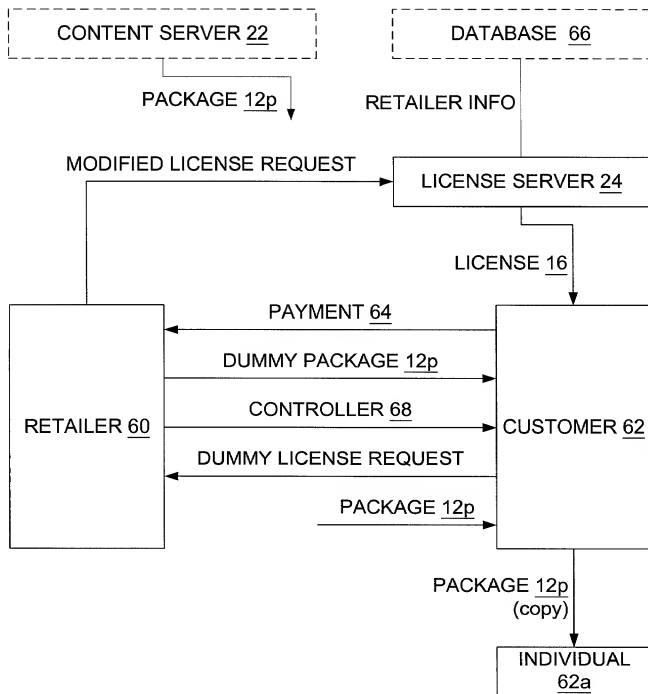 CONTENT SERVER 22
DATABASE 66
PACKAGE 12p
RETAILER INFO
MODIFIED LICENSE REQUEST
LICENSE SERVER 24
LICENSE 16
PAYMENT 64
DUMMY PACKAGE 12p
RETAILER 60
CONTROLLER 68
CUSTOMER 62
DUMMY LICENSE REQUEST
PACKAGE 12p
PACKAGE 12p
(copy)
INDIVIDUAL
62a